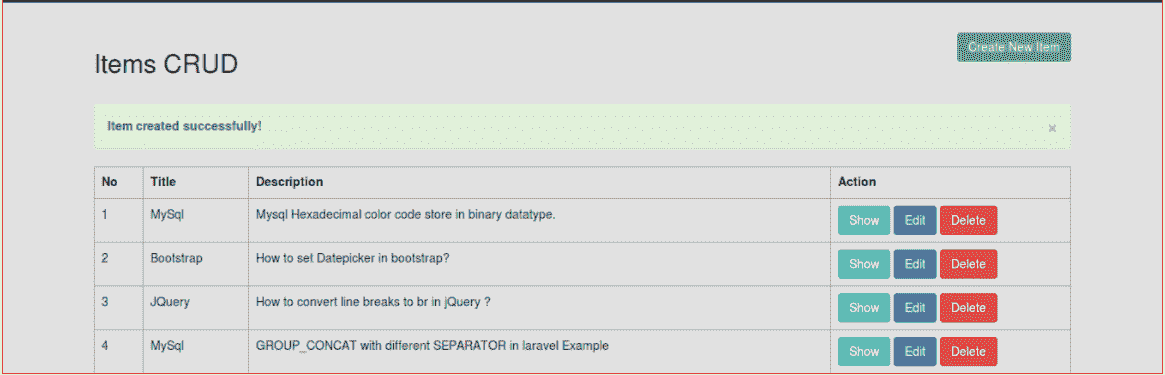 Create New Item
Items CRUD
Item created successfully! ×
No Title Description Action
1 MySql Mysql Hexadecimal color code store in binary datatype. Show Edit Delete
2 Bootstrap How to set Datepicker in bootstrap? Show Edit Delete
3 JQuery How to convert line breaks to br in jQuery ? Show Edit Delete
4 MySql GROUP_CONCAT with different SEPARATOR in laravel Example Show Edit Delete